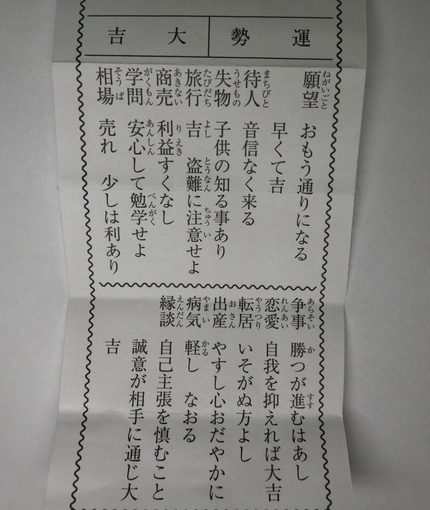 運勢 大吉
願望 おもう通りになる
早くて吉
待人 音信なく来る
失物 子供の知る事あり
旅行 吉 盗難に注意せよ
商売 利益すくなし
学問 安心して勉学せよ
相場 売れ 少しは利あり
争事 勝つが進むはあし
恋愛 自我を抑えれば大吉
転居 いそがぬ方よし
出産 やすし心おだやかに
病気 軽し なおる
縁談 自己主張を慎むこと
誠意が相手に通じ大
吉